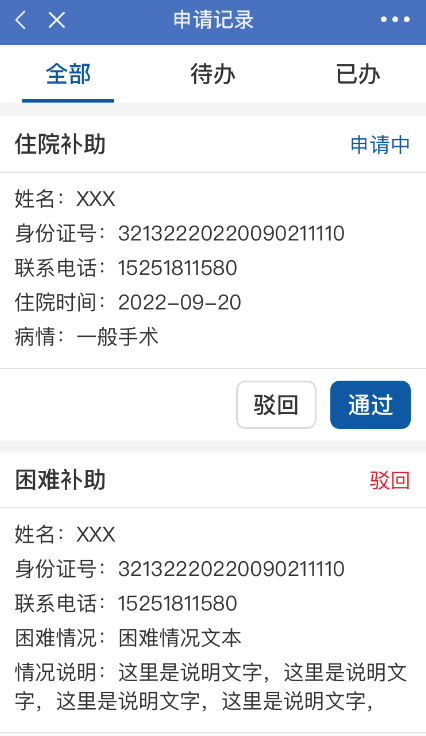 申请记录
全部 待办 已办
住院补助 申请中
姓名：XXX
身份证号：32132220220090211110
联系电话：15251811580
住院时间：2022-09-20
病情：一般手术
驳回 通过
困难补助 驳回
姓名：XXX
身份证号：32132220220090211110
联系电话：15251811580
困难情况：困难情况文本
情况说明：这里是说明文字，这里是说明文
字，这里是说明文字，这里是说明文字，